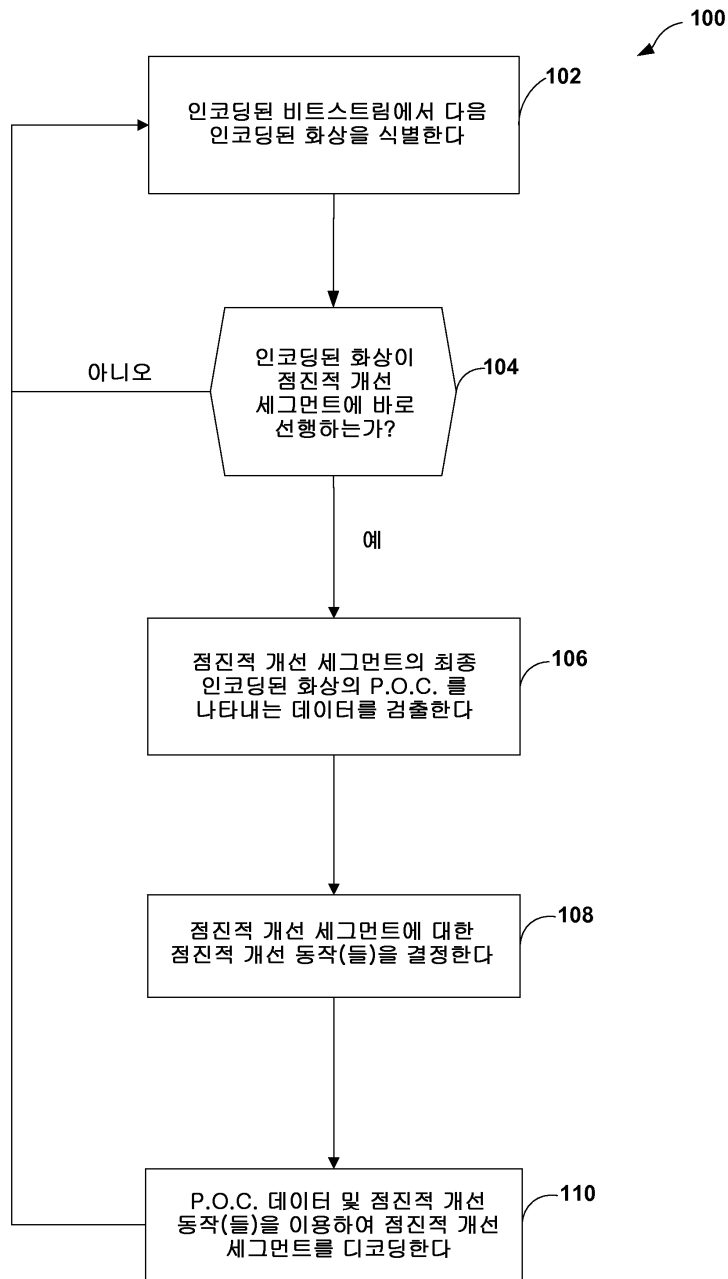 100
102
인코딩된 비트스트림에서 다음
인코딩된 화상을 식별한다
아니오
인코딩된 화상이
점진적 개선
세그먼트에 바로
선행하는가?
104
예
점진적 개선 세그먼트의 최종
인코딩된 화상의 P.O.C. 를
나타내는 데이터를 검출한다
106
점진적 개선 세그먼트에 대한
점진적 개선 동작(들)을 결정한다
108
P.O.C. 데이터 및 점진적 개선
동작(들)을 이용하여 점진적 개선
세그먼트를 디코딩한다
110